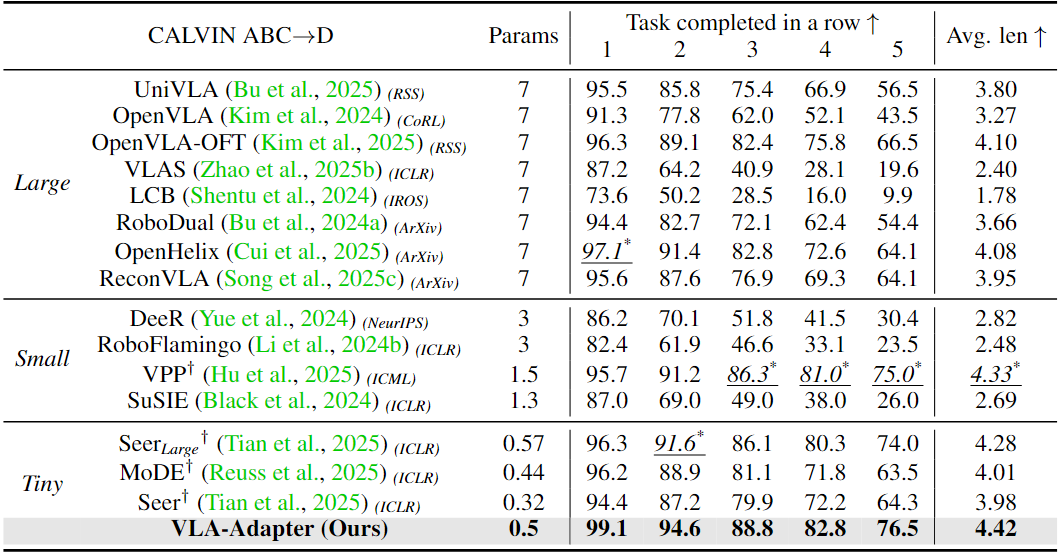 CALVIN ABC→D Params Task completed in a row ↑ Avg. len ↑
1 2 3 4 5
Large
UniVLA (Bu et al., 2025) (RSS) 7 95.5 85.8 75.4 66.9 56.5 3.80
OpenVLA (Kim et al., 2024) (CoRL) 7 91.3 77.8 62.0 52.1 43.5 3.27
OpenVLA-OFT (Kim et al., 2025) (RSS) 7 96.3 89.1 82.4 75.8 66.5 4.10
VLAS (Zhao et al., 2025b) (ICLR) 7 87.2 64.2 40.9 28.1 19.6 2.40
LCB (Shentu et al., 2024) (IROS) 7 73.6 50.2 28.5 16.0 9.9 1.78
RoboDual (Bu et al., 2024a) (ArXiv) 7 94.4 82.7 72.1 62.4 54.4 3.66
OpenHelix (Cui et al., 2025) (ArXiv) 7 97.1* 91.4 82.8 72.6 64.1 4.08
ReconVLA (Song et al., 2025c) (ArXiv) 7 95.6 87.6 76.9 69.3 64.1 3.95
Small
DeeR (Yue et al., 2024) (NeurIPS) 3 86.2 70.1 51.8 41.5 30.4 2.82
RoboFlamingo (Li et al., 2024b) (ICLR) 3 82.4 61.9 46.6 33.1 23.5 2.48
VPP† (Hu et al., 2025) (ICML) 1.5 95.7 91.2 86.3* 81.0* 75.0* 4.33*
SuSIE (Black et al., 2024) (ICLR) 1.3 87.0 69.0 49.0 38.0 26.0 2.69
Tiny
SeerLarge† (Tian et al., 2025) (ICLR) 0.57 96.3 91.6* 86.1 80.3 74.0 4.28
MoDE† (Reuss et al., 2025) (ICLR) 0.44 96.2 88.9 81.1 71.8 63.5 4.01
Seer† (Tian et al., 2025) (ICLR) 0.32 94.4 87.2 79.9 72.2 64.3 3.98
VLA-Adapter (Ours) 0.5 99.1 94.6 88.8 82.8 76.5 4.42